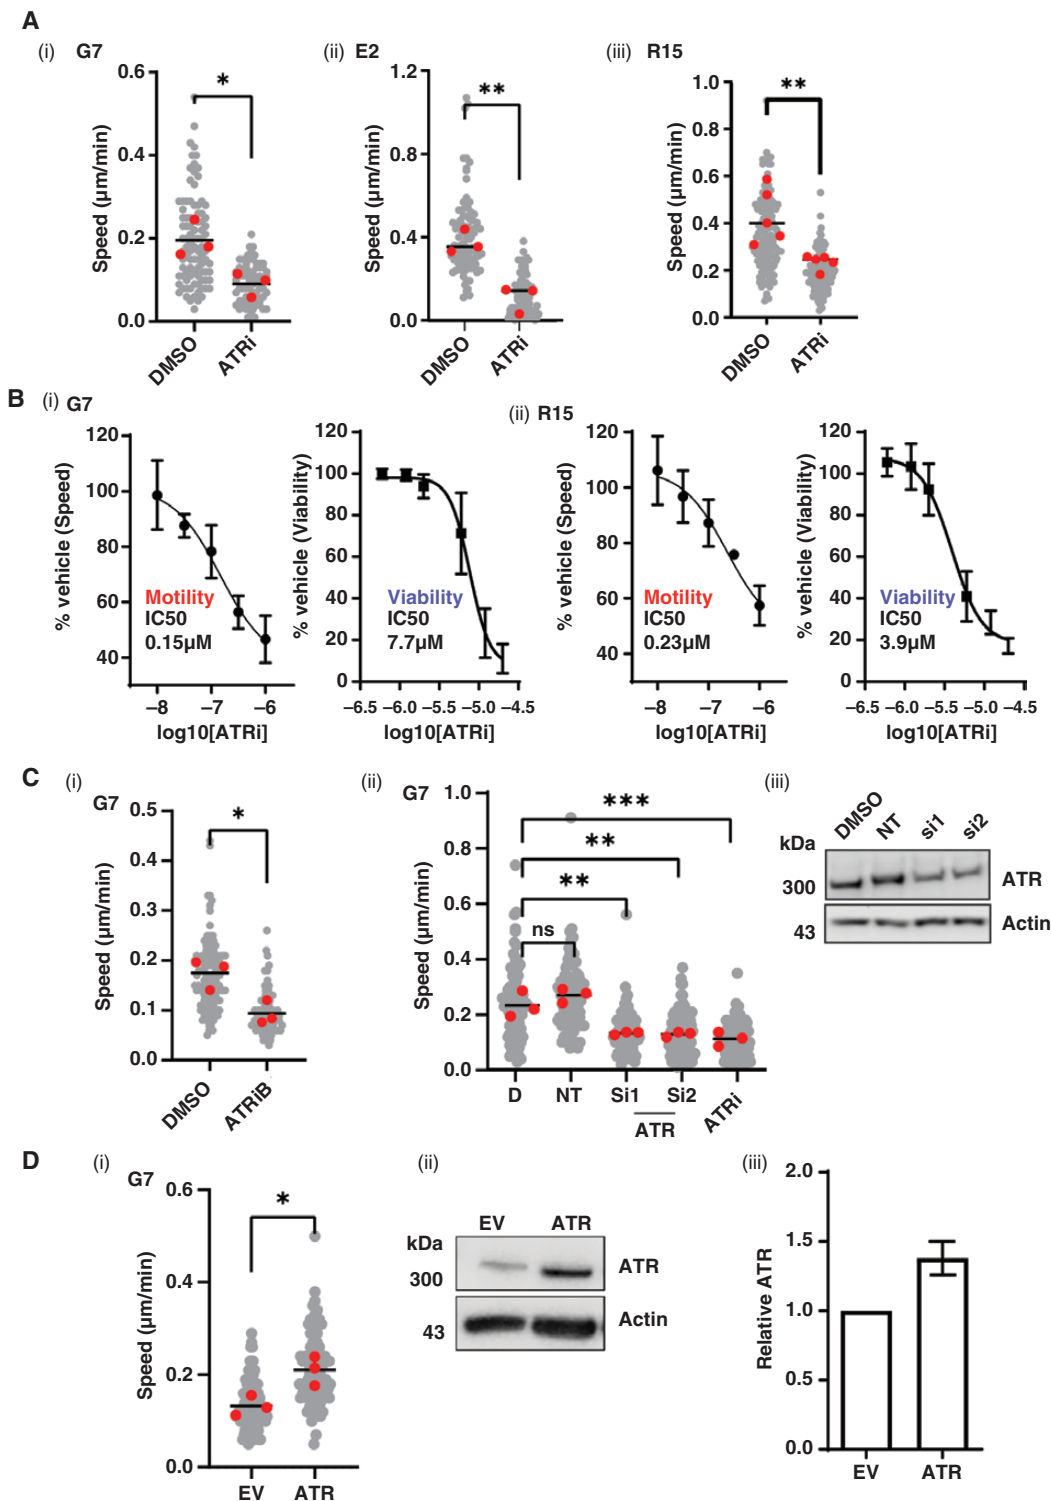 A
(i) G7
(ii) E2
(iii) R15
Speed (µm/min)
0.6
0.4
0.2
0.0
*
DMSO
ATRi
Speed (µm/min)
1.2
0.8
0.4
0.0
**
DMSO
ATRi
Speed (µm/min)
1.0
0.8
0.6
0.4
0.2
0.0
**
DMSO
ATRi
B
(i) G7
% vehicle (Speed)
120
100
80
60
40
Motility
IC50
0.15µM
–8 –7 –6
log10[ATRi]
% vehicle (Viability)
120
100
80
60
40
20
0
Viability
IC50
7.7µM
–6.5 –6.0 –5.5 –5.0 –4.5
log10[ATRi]
(ii) R15
% vehicle (Speed)
120
100
80
60
40
Motility
IC50
0.23µM
–8 –7 –6
log10[ATRi]
% vehicle (Viability)
120
100
80
60
40
20
0
Viability
IC50
3.9µM
–6.5 –6.0 –5.5 –5.0 –4.5
log10[ATRi]
C
(i)
G7
Speed (µm/min)
0.5
0.4
0.3
0.2
0.1
0.0
*
DMSO
ATRiB
(ii)
G7
Speed (µm/min)
1.0
0.8
0.6
0.4
0.2
0.0
***
**
**
ns
D NT Si1 Si2 ATRi
ATR
(iii)
kDa
DMSO NT si1 si2
300
ATR
43
Actin
D
(i)
G7
Speed (µm/min)
0.6
0.4
0.2
0.0
*
EV ATR
(ii)
EV ATR
kDa
300
ATR
43
Actin
(iii)
Relative ATR
2.0
1.5
1.0
0.5
0.0
EV ATR